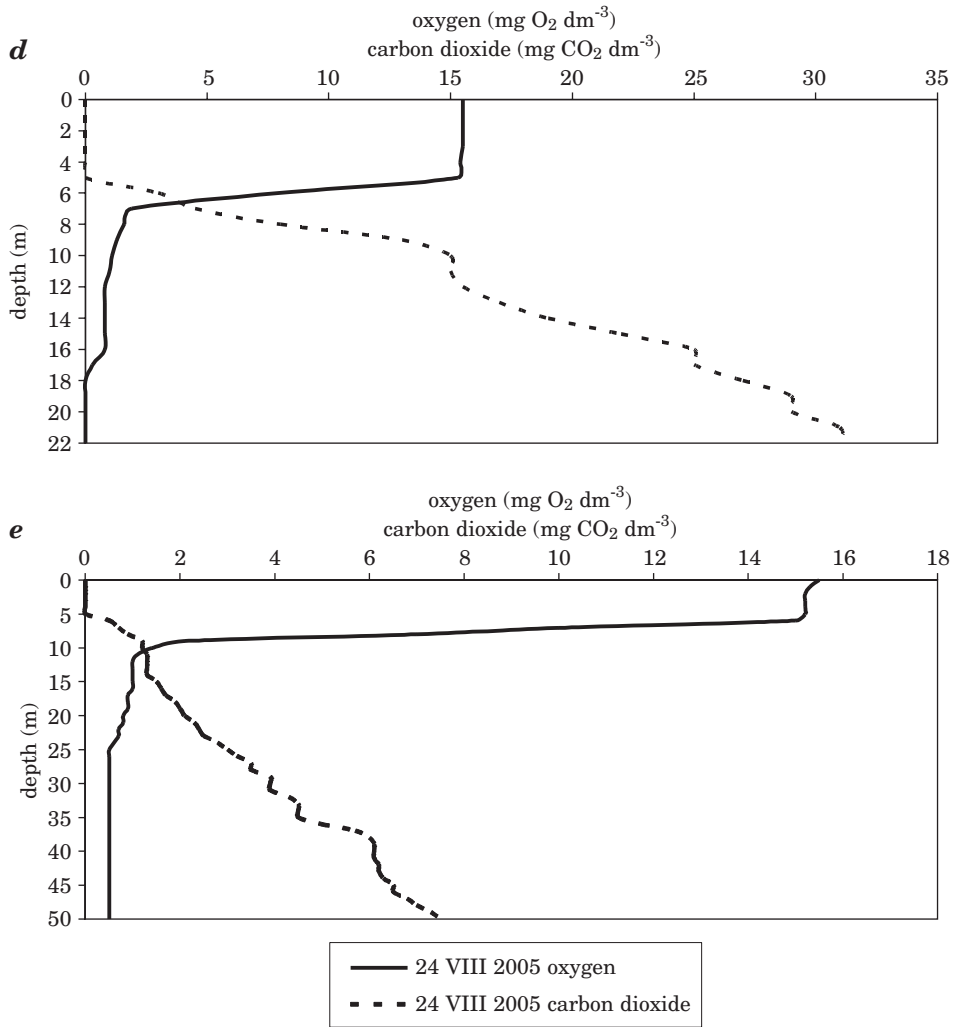 d
oxygen (mg O2 dm-3)
carbon dioxide (mg CO2 dm-3)
0 5 10 15 20 25 30 35
0
2
4
6
8
10
12
14
16
18
20
22
depth (m)
e
oxygen (mg O2 dm-3)
carbon dioxide (mg CO2 dm-3)
0 2 4 6 8 10 12 14 16 18
0
5
10
15
20
25
30
35
40
45
50
depth (m)
24 VIII 2005 oxygen
24 VIII 2005 carbon dioxide